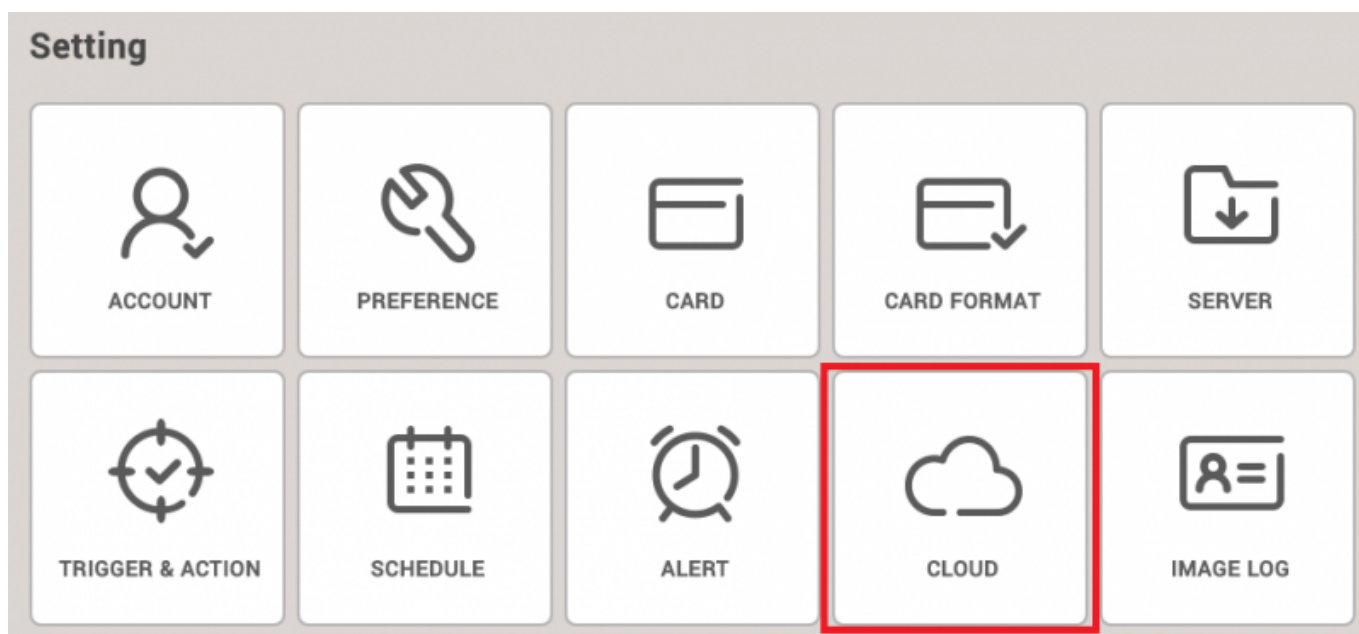 Setting
ACCOUNT
PREFERENCE
CARD
CARD FORMAT
SERVER
TRIGGER & ACTION
SCHEDULE
ALERT
CLOUD
IMAGE LOG